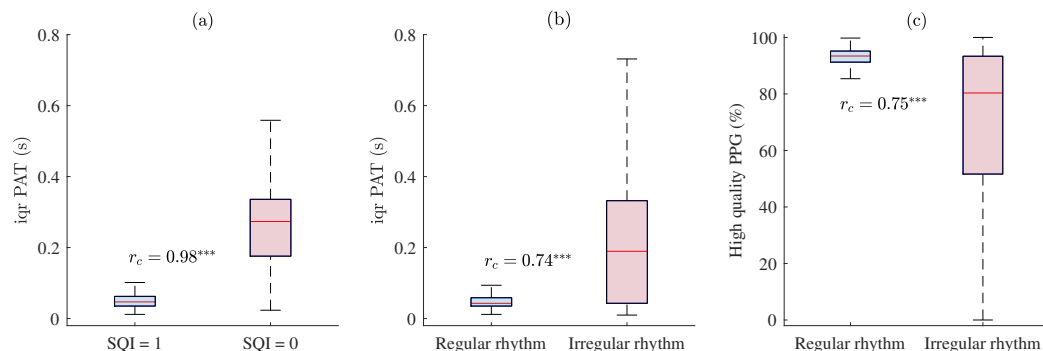 (a)
0.8
0.6
0.4
0.2
0
iqr PAT (s)
r_c = 0.98***
SQI = 1
SQI = 0
(b)
0.8
0.6
0.4
0.2
0
iqr PAT (s)
r_c = 0.74***
Regular rhythm
Irregular rhythm
(c)
100
80
60
40
20
0
High quality PPG (%)
r_c = 0.75***
Regular rhythm
Irregular rhythm